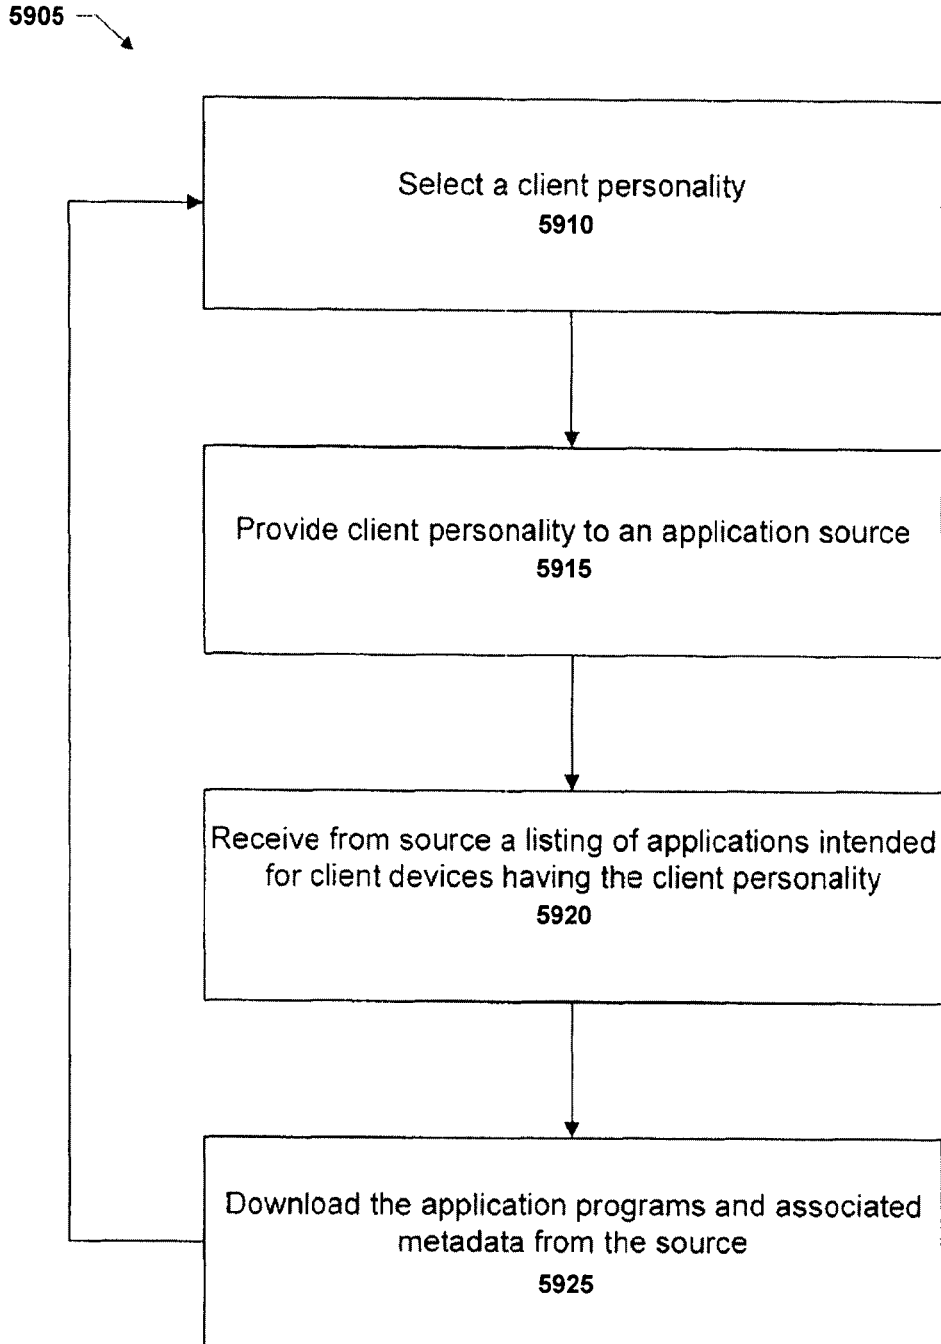 5905
Select a client personality
5910
Provide client personality to an application source
5915
Receive from source a listing of applications intended
for client devices having the client personality
5920
Download the application programs and associated
metadata from the source
5925